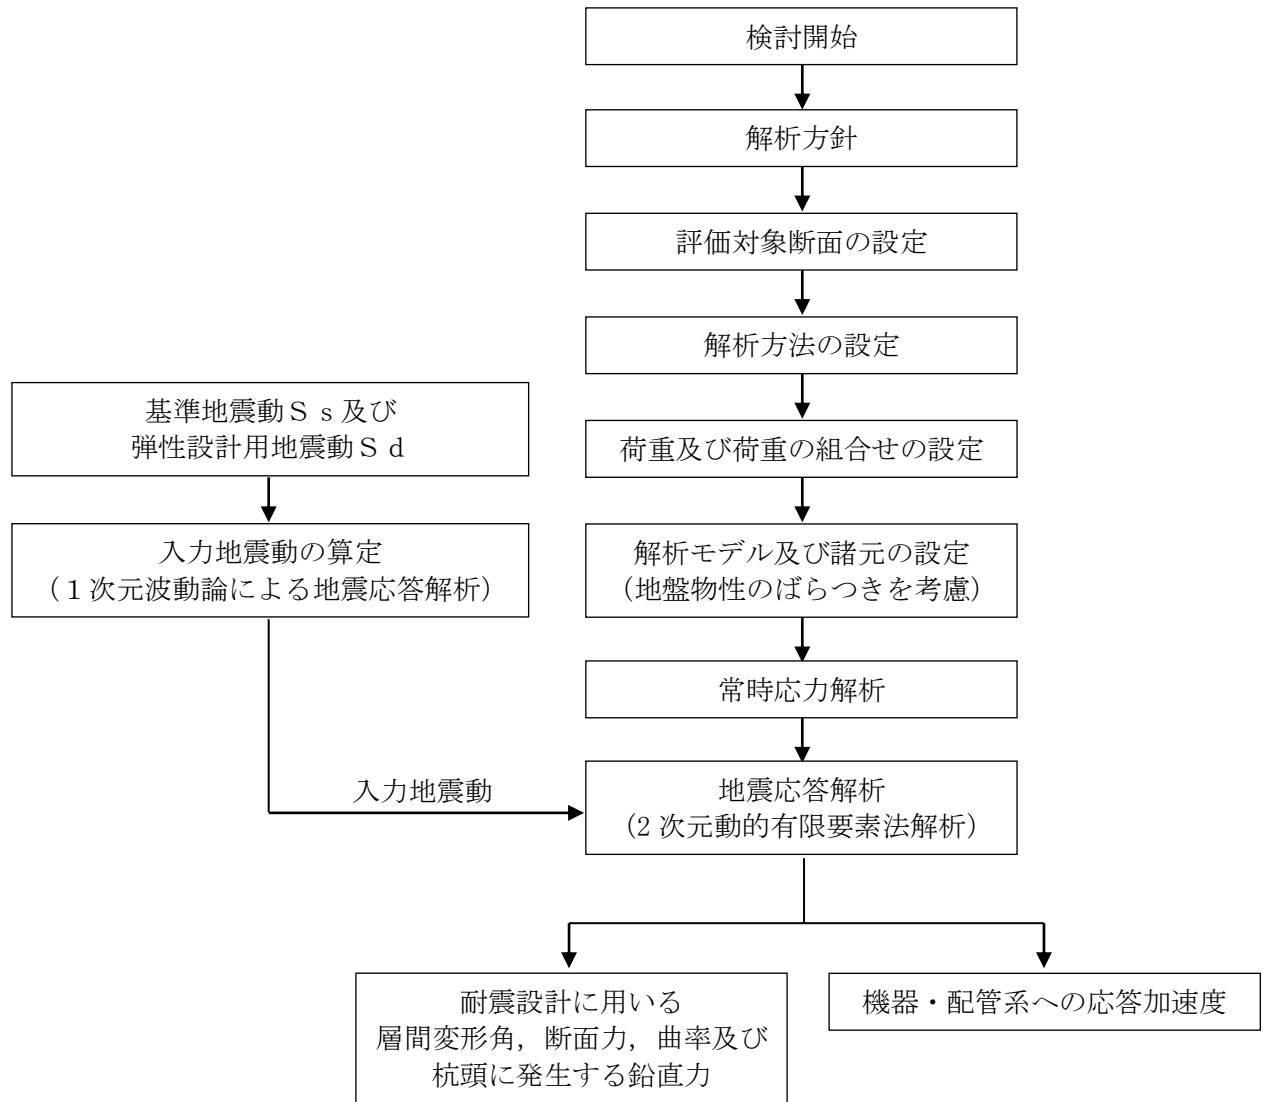 検討開始
解析方針
評価対象断面の設定
解析方法の設定
基準地震動Ｓｓ及び
弾性設計用地震動Ｓｄ
荷重及び荷重の組合せの設定
入力地震動の算定
（１次元波動論による地震応答解析）
解析モデル及び諸元の設定
（地盤物性のばらつきを考慮）
常時応力解析
入力地震動
地震応答解析
（2 次元動的有限要素法解析）
耐震設計に用いる
層間変形角，断面力，曲率及び
杭頭に発生する鉛直力
機器・配管系への応答加速度